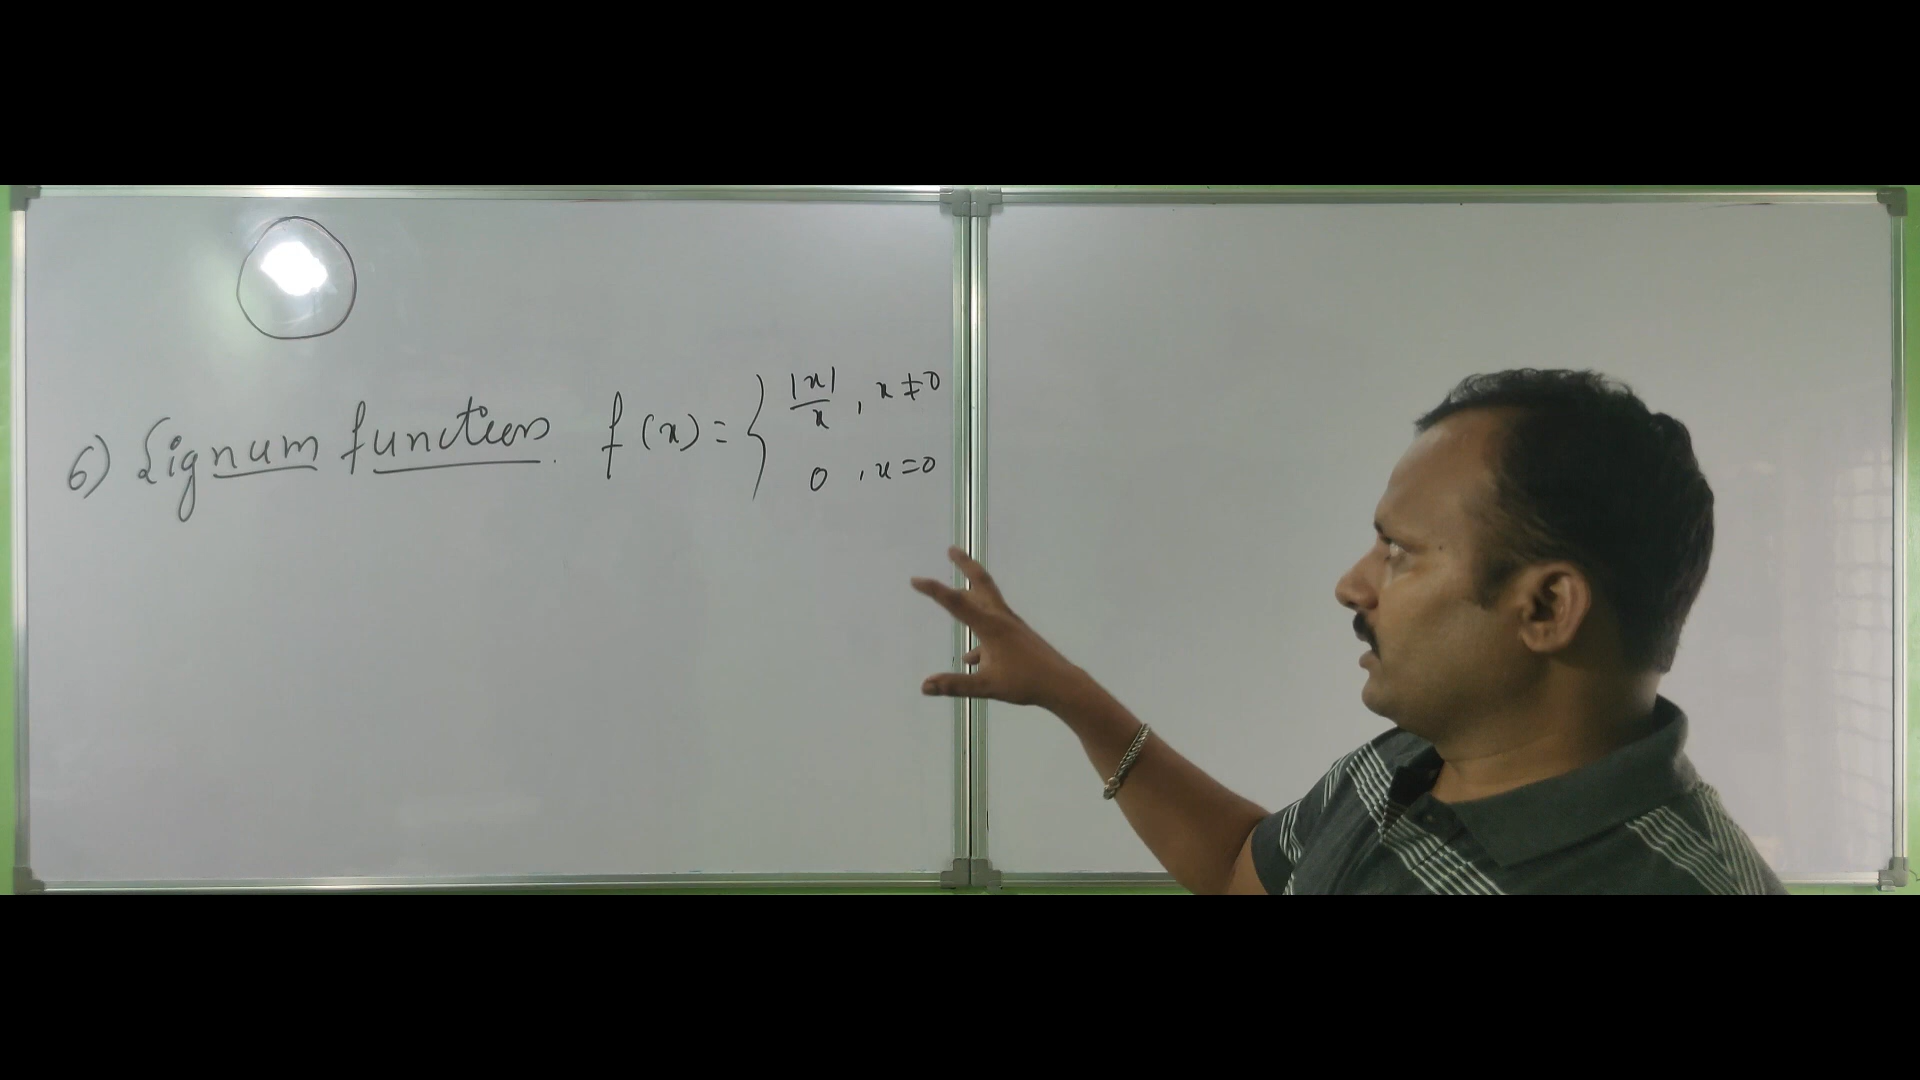 6) Signum function. f(x) = { |x|/x , x ≠ 0
0 , x = 0